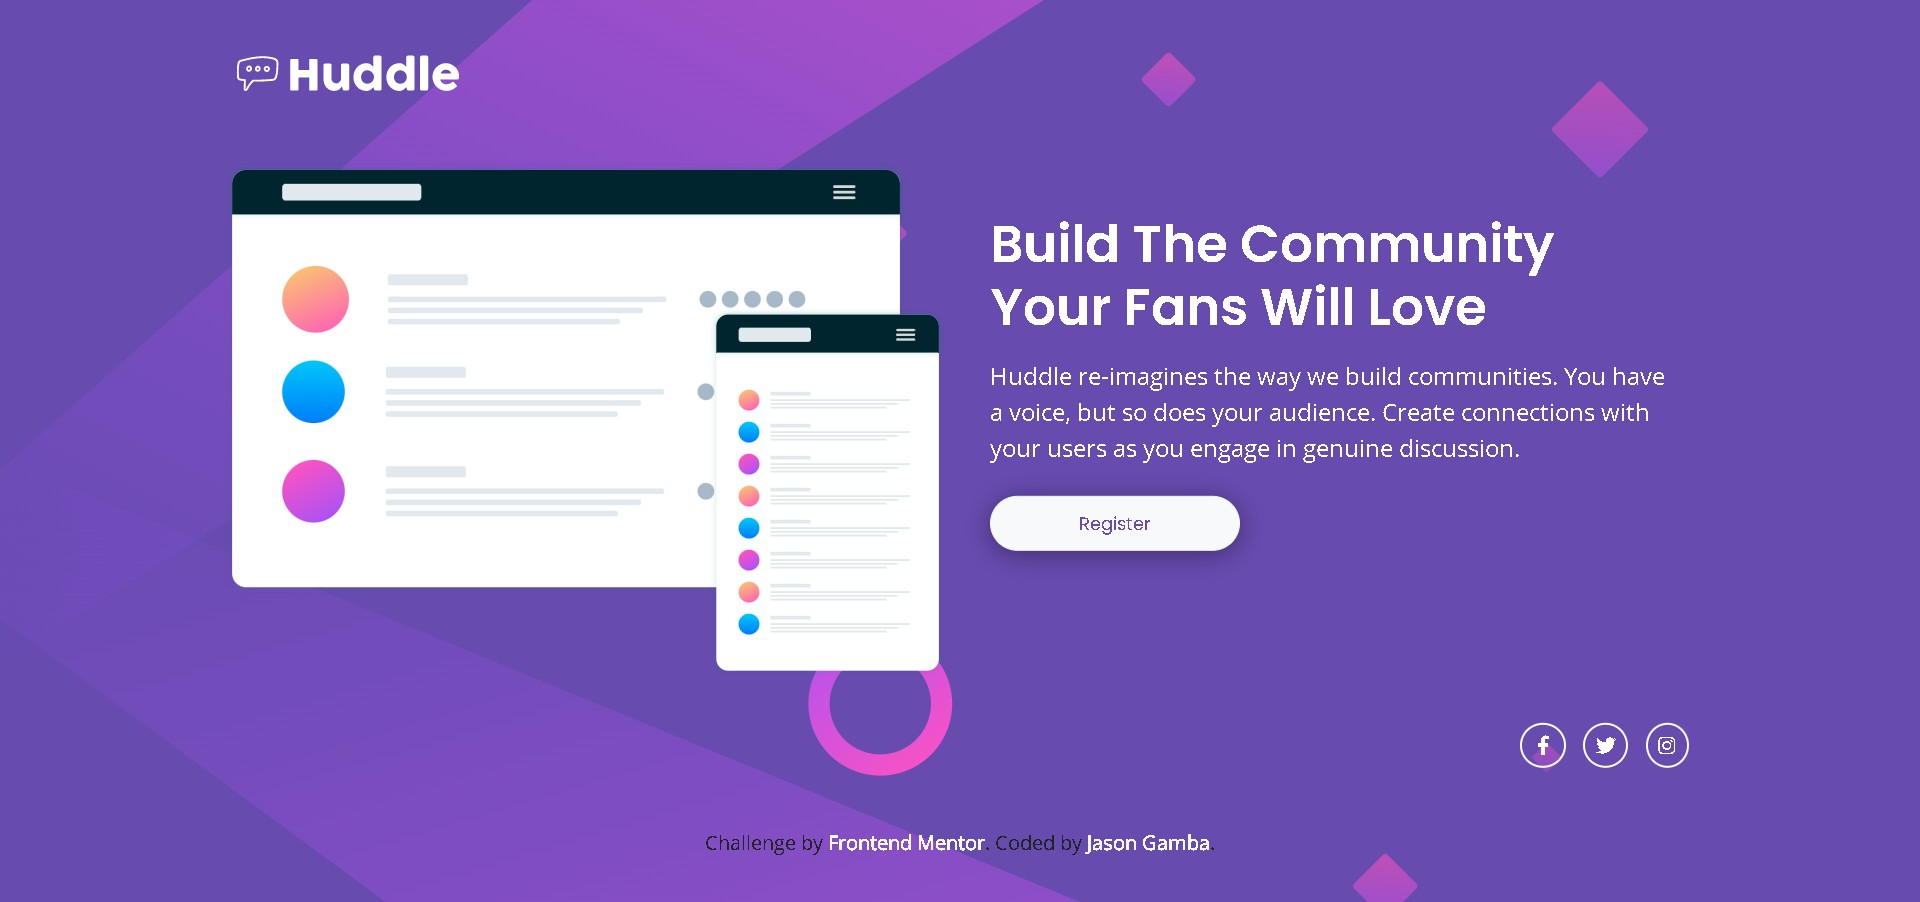 Huddle
Build The Community
Your Fans Will Love
Huddle re-imagines the way we build communities. You have
a voice, but so does your audience. Create connections with
your users as you engage in genuine discussion.
Register
Challenge by Frontend Mentor. Coded by Jason Gamba.